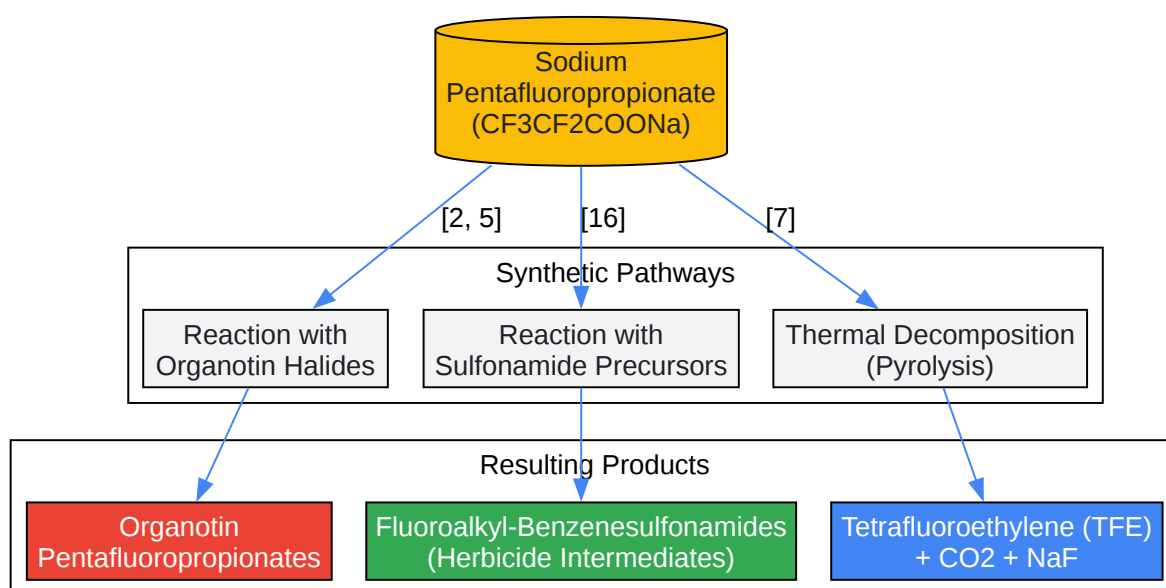 Sodium
Pentafluoropropionate
(CF3CF2COONa)
[2, 5]
[16]
[7]
Synthetic Pathways
Reaction with
Organotin Halides
Reaction with
Sulfonamide Precursors
Thermal Decomposition
(Pyrolysis)
Resulting Products
Organotin
Pentafluoropropionates
Fluoroalkyl-Benzenesulfonamides
(Herbicide Intermediates)
Tetrafluoroethylene (TFE)
+ CO2 + NaF